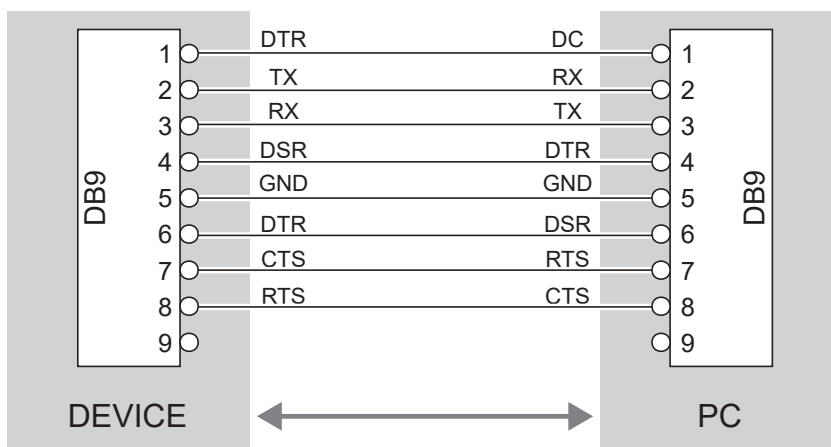 DTR DC
1 1
TX RX
2 2
RX TX
3 3
DSR DTR
4 4
GND GND
5 5
DB9 DB9
DTR DSR
6 6
CTS RTS
7 7
RTS CTS
8 8
9 9
DEVICE PC